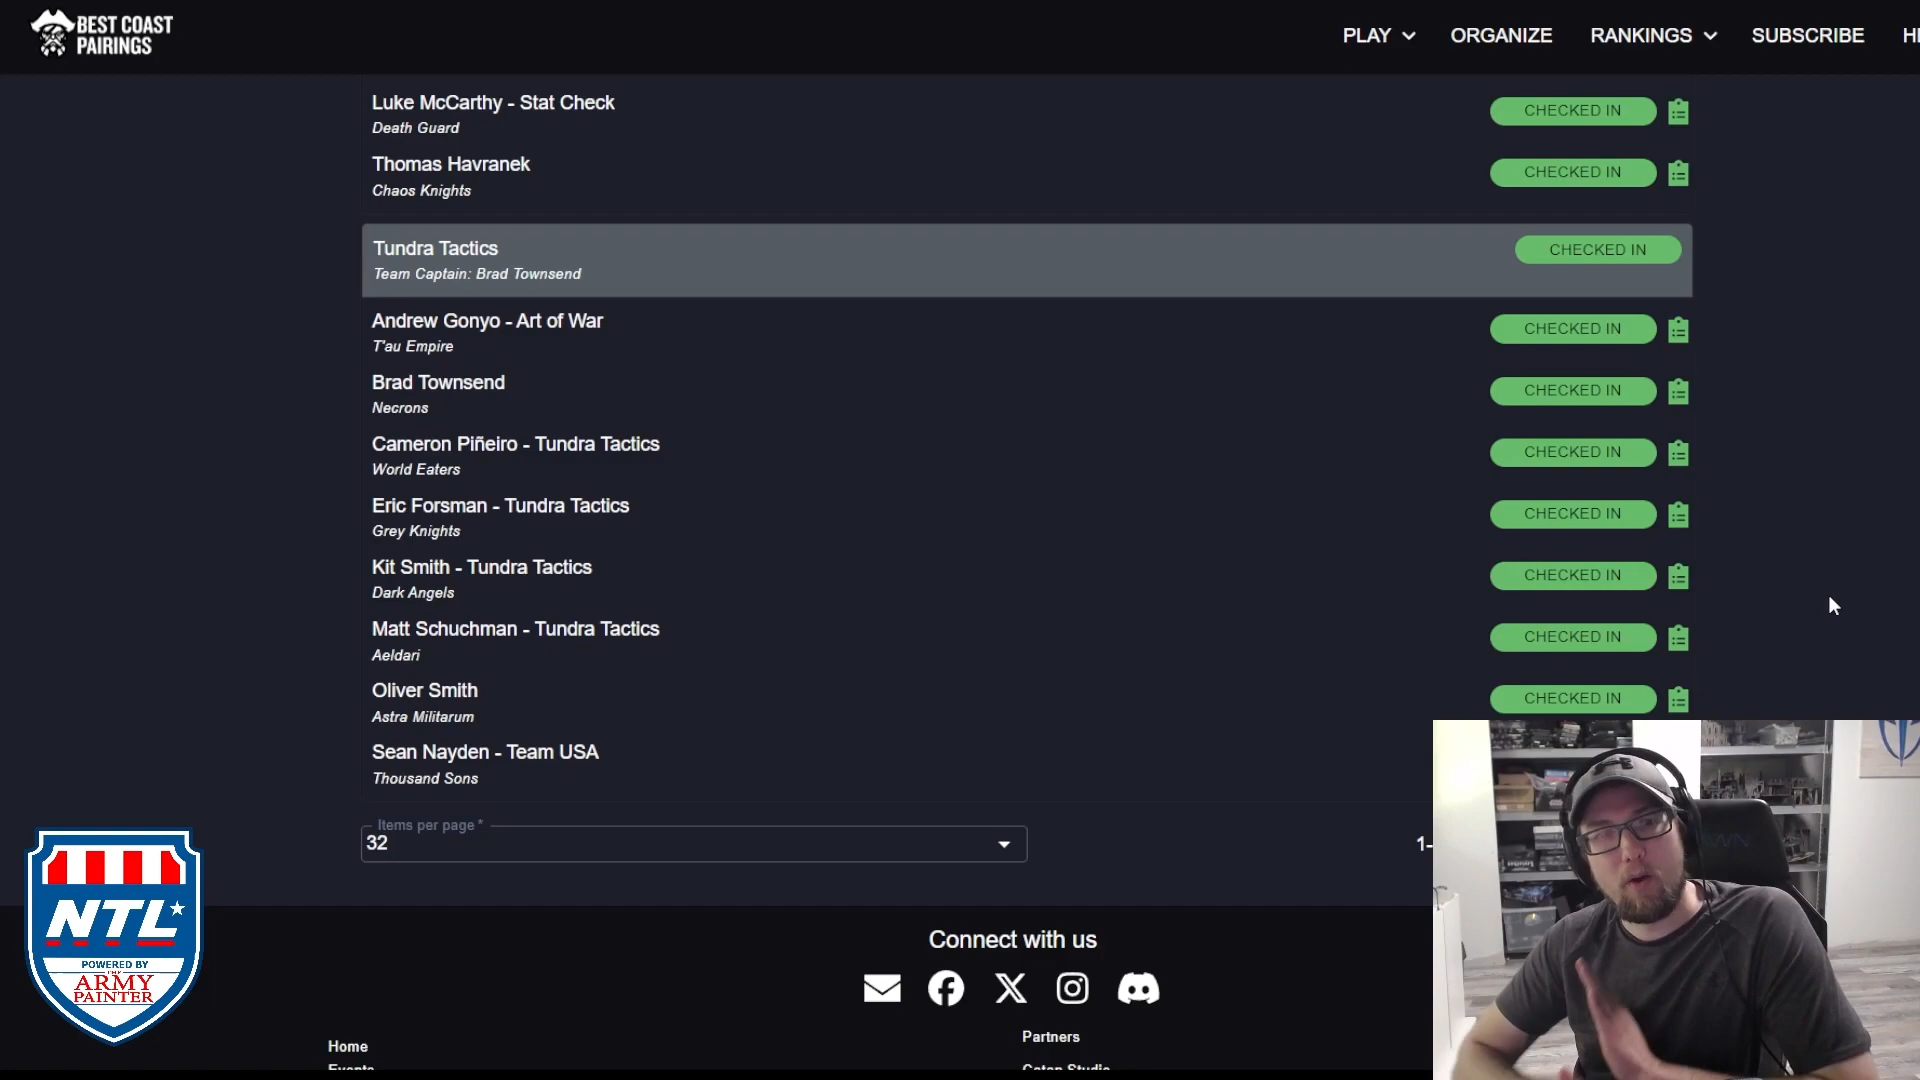 BEST COAST
PAIRINGS
PLAY
ORGANIZE
RANKINGS
SUBSCRIBE
Luke McCarthy - Stat Check
Death Guard
CHECKED IN
Thomas Havranek
Chaos Knights
CHECKED IN
Tundra Tactics
Team Captain: Brad Townsend
CHECKED IN
Andrew Gonyo - Art of War
T'au Empire
CHECKED IN
Brad Townsend
Necrons
CHECKED IN
Cameron Piñeiro - Tundra Tactics
World Eaters
CHECKED IN
Eric Forsman - Tundra Tactics
Grey Knights
CHECKED IN
Kit Smith - Tundra Tactics
Dark Angels
CHECKED IN
Matt Schuchman - Tundra Tactics
Aeldari
CHECKED IN
Oliver Smith
Astra Militarum
CHECKED IN
Sean Nayden - Team USA
Thousand Sons
Items per page *
32
1-
NTL
POWERED BY
THE
ARMY
PAINTER
Connect with us
Home
Partners